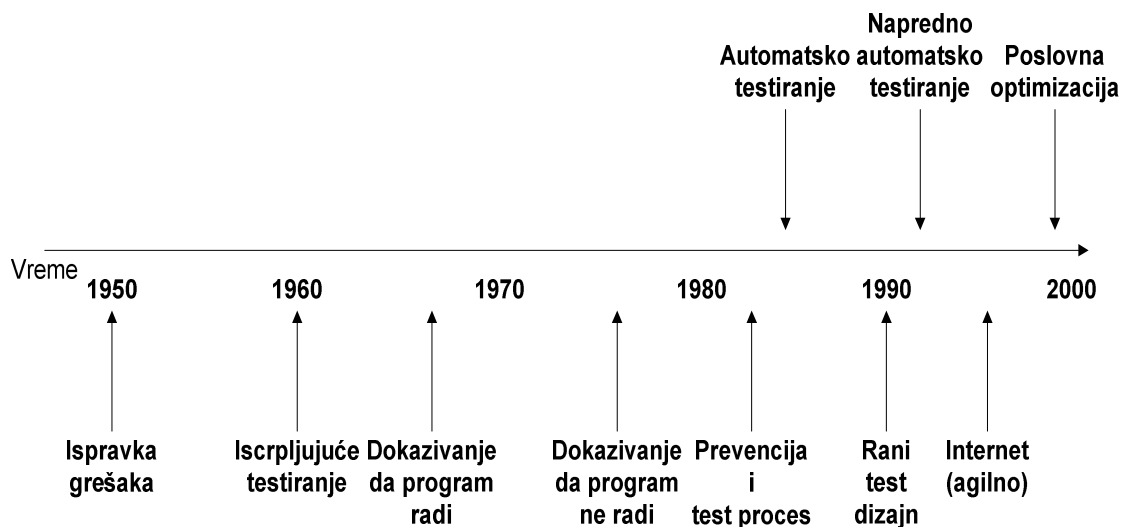 Automatsko
testiranje
Napredno
automatsko
testiranje
Poslovna
optimizacija
Vreme
1950
1960
1970
1980
1990
2000
Ispravka
grešaka
Iscrpljujuće
testiranje
Dokazivanje
da program
radi
Dokazivanje
da program
ne radi
Prevencija
i
test proces
Rani
test
dizajn
Internet
(agilno)